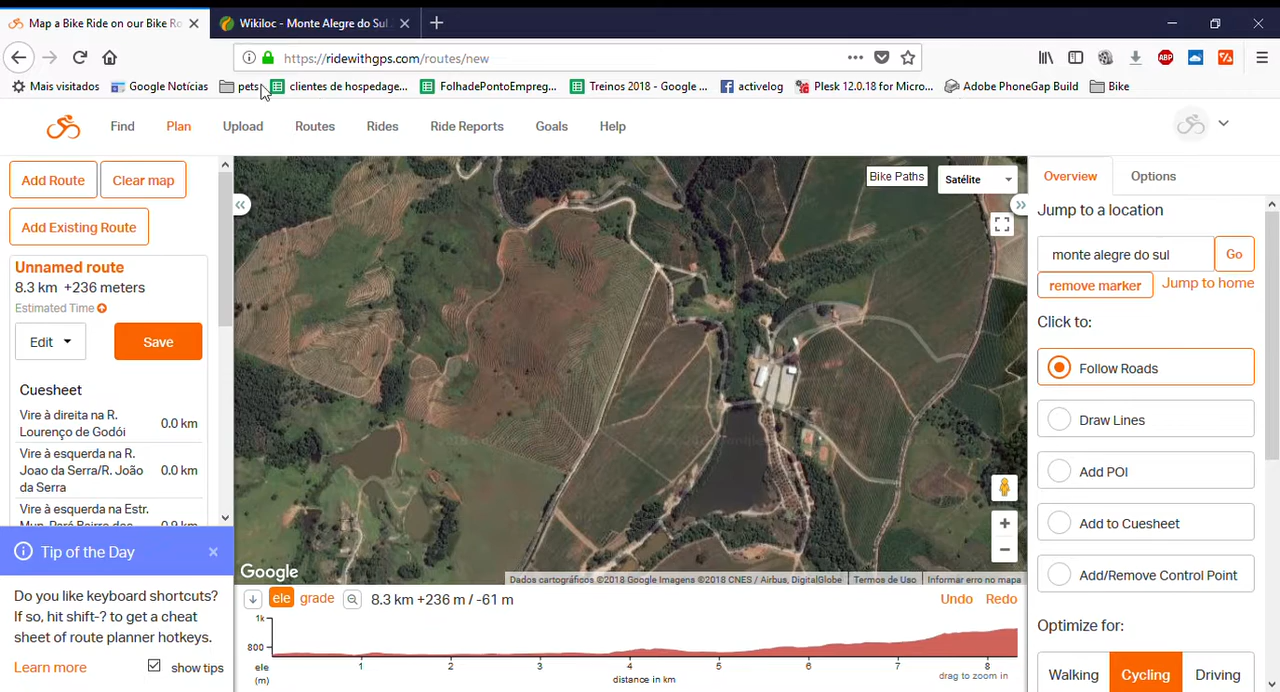 Map a Bike Ride on our Bike Ro
Wikiloc - Monte Alegre do Sul
https://ridewithgps.com/routes/new
Mais visitados
Google Notícias
pets
clientes de hospedage...
FolhadePontoEmpreg...
Treinos 2018 - Google ...
activelog
Plesk 12.0.18 for Micro...
Adobe PhoneGap Build
Bike
ABP
Find
Plan
Upload
Routes
Rides
Ride Reports
Goals
Help
Add Route
Clear map
Add Existing Route
Unnamed route
8.3 km +236 meters
Estimated Time
Edit
Save
Cuesheet
Vire à direita na R.
Lourenço de Godói
0.0 km
Vire à esquerda na R.
Joao da Serra/R. João
da Serra
0.0 km
Vire à esquerda na Estr.
Mun. Pará Bairro dos
0.9 km
Tip of the Day
Do you like keyboard shortcuts?
If so, hit shift-? to get a cheat
sheet of route planner hotkeys.
Learn more
show tips
Bike Paths
Satélite
Google
Dados cartográficos ©2018 Google Imagens ©2018 CNES / Airbus, DigitalGlobe
Termos de Uso
Informar erro no mapa
ele
grade
8.3 km +236 m / -61 m
Undo
Redo
1k
800
ele
(m)
1
2
3
4
5
6
7
8
distance in km
drag to zoom in
Overview
Options
Jump to a location
monte alegre do sul
Go
remove marker
Jump to home
Click to:
Follow Roads
Draw Lines
Add POI
Add to Cuesheet
Add/Remove Control Point
Optimize for:
Walking
Cycling
Driving